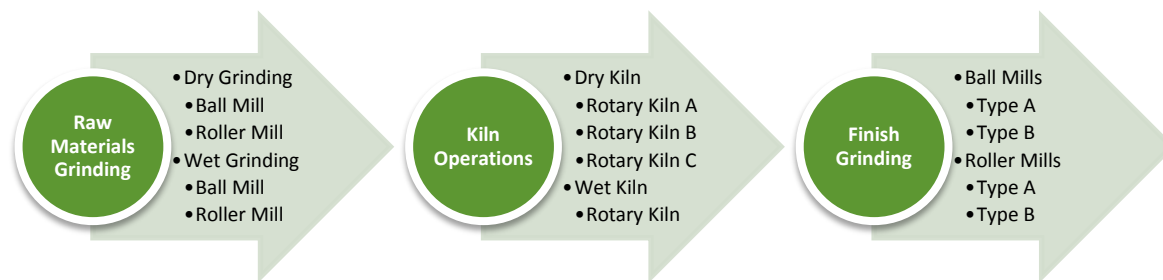 Raw
Materials
Grinding
•Dry Grinding
•Ball Mill
•Roller Mill
•Wet Grinding
•Ball Mill
•Roller Mill
Kiln
Operations
•Dry Kiln
•Rotary Kiln A
•Rotary Kiln B
•Rotary Kiln C
•Wet Kiln
•Rotary Kiln
Finish
Grinding
•Ball Mills
•Type A
•Type B
•Roller Mills
•Type A
•Type B